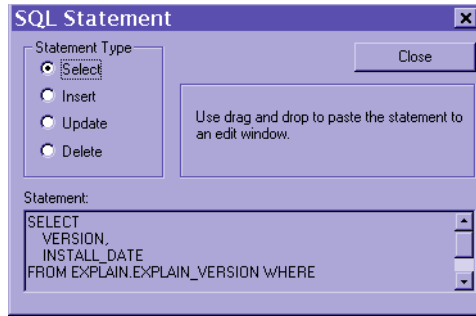 SQL Statement
Statement Type
Select
Insert
Update
Delete
Close
Use drag and drop to paste the statement to
an edit window.
Statement:
SELECT
VERSION,
INSTALL_DATE
FROM EXPLAIN.EXPLAIN_VERSION WHERE